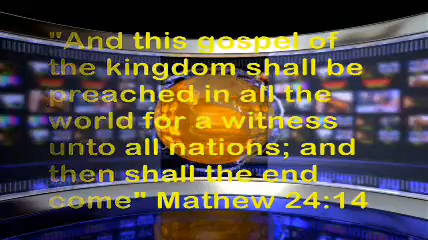 "And this gospel of
the kingdom shall be
preached in all the
world for a witness
unto all nations; and
then shall the end
come" Mathew 24:14